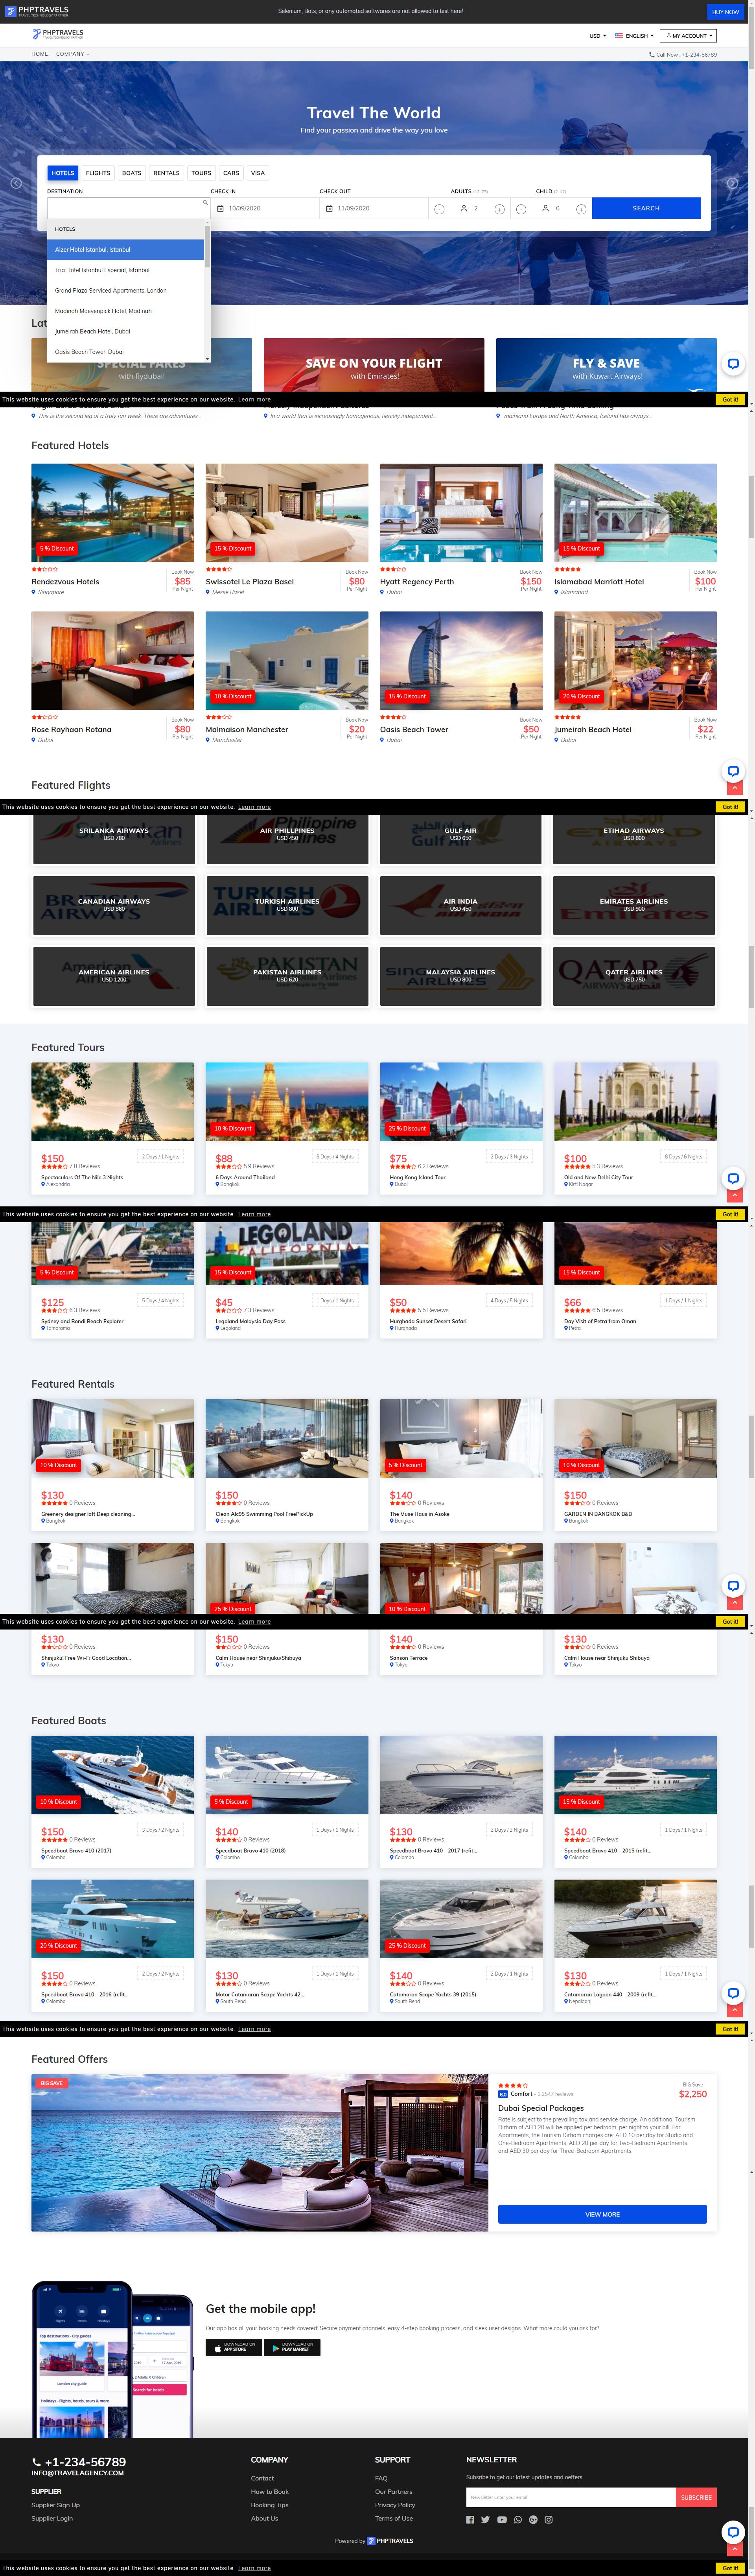 PHPTRAVELS
TRAVEL TECHNOLOGY PARTNER
Selenium, Bots, or any automated softwares are not allowed to test here!
BUY NOW
PHPTRAVELS
USD ENGLISH MY ACCOUNT
HOME COMPANY
Call Now : +1-234-56789
Travel The World
Find your passion and drive the way you love
HOTELS FLIGHTS BOATS RENTALS TOURS CARS VISA
DESTINATION CHECK IN CHECK OUT ADULTS CHILD
10/09/2020 11/09/2020 - 2 + - 0 + SEARCH
HOTELS
Alzer Hotel Istanbul, Istanbul
Tria Hotel Istanbul Especial, Istanbul
Grand Plaza Serviced Apartments, London
Madinah Moevenpick Hotel, Madinah
Jumeirah Beach Hotel, Dubai
Oasis Beach Tower, Dubai
Lat
SPECIAL FARES
with flydubai!
SAVE ON YOUR FLIGHT
with Emirates!
FLY & SAVE
with Kuwait Airways!
This website uses cookies to ensure you get the best experience on our website. Learn more Got it!
This is the second leg of a truly fun week. There are adventures..
In a world that is increasingly homogenous, fiercely independent...
mainland Europe and North America, Iceland has always...
Featured Hotels
5 % Discount 15 % Discount 15 % Discount
Book Now Book Now Book Now Book Now
Rendezvous Hotels $85 Swissotel Le Plaza Basel $80 Hyatt Regency Perth $150 Islamabad Marriott Hotel $100
Singapore Per Night Messe Basel Per Night Dubai Per Night Islamabad Per Night
10 % Discount 15 % Discount 20 % Discount
Book Now Book Now Book Now Book Now
Rose Rayhaan Rotana $80 Malmaison Manchester $20 Oasis Beach Tower $50 Jumeirah Beach Hotel $22
Dubai Per Night Manchester Per Night Dubai Per Night Dubai Per Night
Featured Flights
This website uses cookies to ensure you get the best experience on our website. Learn more Got it!
SRILANKA AIRWAYS AIR PHILLPINES GULF AIR ETIHAD AIRWAYS
USD 780 USD 450 USD 650 USD 800
CANADIAN AIRWAYS TURKISH AIRLINES AIR INDIA EMIRATES AIRLINES
USD 860 USD 800 USD 450 USD 900
AMERICAN AIRLINES PAKISTAN AIRLINES MALAYSIA AIRLINES QATER AIRLINES
USD 1200 USD 620 USD 800 USD 750
Featured Tours
10 % Discount 25 % Discount
$150 2 Days / 1 Nights $88 5 Days / 4 Nights $75 2 Days / 3 Nights $100 8 Days / 6 Nights
7.8 Reviews 5.9 Reviews 6.2 Reviews 5.3 Reviews
Spectaculars Of The Nile 3 Nights 6 Days Around Thailand Hong Kong Island Tour Old and New Delhi City Tour
Alexandria Bangkok Dubai Kirti Nagar
This website uses cookies to ensure you get the best experience on our website. Learn more Got it!
LEGOLAND
CALIFORNIA
5 % Discount 15 % Discount 15 % Discount
$125 5 Days / 4 Nights $45 1 Days / 1 Nights $50 4 Days / 5 Nights $66 1 Days / 1 Nights
6.3 Reviews 7.3 Reviews 5.5 Reviews 6.5 Reviews
Sydney and Bondi Beach Explorer Legoland Malaysia Day Pass Hurghada Sunset Desert Safari Day Visit of Petra from Oman
Tamarama Legoland Hurghada Petra
Featured Rentals
10 % Discount 5 % Discount 10 % Discount
$130 $150 $140 $150
0 Reviews 0 Reviews 0 Reviews 0 Reviews
Greenery designer loft Deep cleaning... Clean Alc95 Swimming Pool FreePickUp The Muse Haus in Asoke GARDEN IN BANGKOK B&B
Bangkok Bangkok Bangkok Bangkok
25 % Discount 10 % Discount
This website uses cookies to ensure you get the best experience on our website. Learn more Got it!
$130 $150 $140 $130
0 Reviews 0 Reviews 0 Reviews 0 Reviews
Shinjuku! Free Wi-Fi Good Location... Calm House near Shinjuku/Shibuya Sanson Terrace Calm House near Shinjuku Shibuya
Tokyo Tokyo Tokyo Tokyo
Featured Boats
10 % Discount 5 % Discount 15 % Discount
$150 3 Days / 2 Nights $140 1 Days / 1 Nights $130 2 Days / 2 Nights $140 1 Days / 1 Nights
0 Reviews 0 Reviews 0 Reviews 0 Reviews
Speedboat Bravo 410 (2017) Speedboat Bravo 410 (2018) Speedboat Bravo 410 - 2017 (refit... Speedboat Bravo 410 - 2015 (refit...
Colombo Colombo Colombo Colombo
20 % Discount 25 % Discount
$150 2 Days / 2 Nights $130 1 Days / 1 Nights $140 2 Days / 1 Nights $130 1 Days / 1 Nights
0 Reviews 0 Reviews 0 Reviews 0 Reviews
Speedboat Bravo 410 - 2016 (refit... Motor Catamaran Scape Yachts 42... Catamaran Scape Yachts 39 (2015) Catamaran Lagoon 440 - 2009 (refit...
Colombo South Bend South Bend Nepalganj
This website uses cookies to ensure you get the best experience on our website. Learn more Got it!
Featured Offers
BIG SAVE
BIG Save
Comfort - 1,2547 reviews $2,250
Dubai Special Packages
Rate is subject to the prevailing tax and service charge. An additional Tourism
Dirham of AED 20 will be applied per bedroom, per night to your bill. For
Apartments, the Tourism Dirham charges are: AED 10 per day for Studio and
One-Bedroom Apartments, AED 20 per day for Two-Bedroom Apartments
and AED 30 per day for Three-Bedroom Apartments.
VIEW MORE
Get the mobile app!
Our app has all your booking needs covered: Secure payment channels, easy 4-step booking process, and sleek user designs. What more could you ask for?
DOWNLOAD ON
APP STORE
DOWNLOAD ON
PLAY MARKET
Top destinations - City guides
London city guide
Holidays - Flights, hotels, tours & more
Search for hotels
+1-234-56789 COMPANY SUPPORT NEWSLETTER
INFO@TRAVELAGENCY.COM
Contact FAQ Subsribe to get our latest updates and oeffers
SUPPLIER How to Book Our Partners
Newsletter Enter your email SUBSCRIBE
Supplier Sign Up Booking Tips Privacy Policy
Supplier Login About Us Terms of Use
Powered by PHPTRAVELS
This website uses cookies to ensure you get the best experience on our website. Learn more Got it!